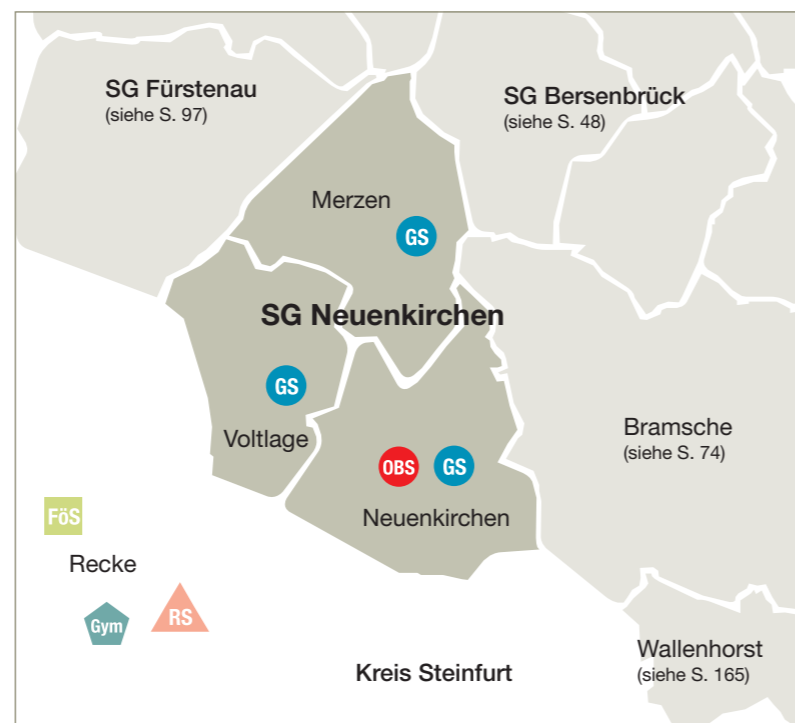 SG Fürstenau
(siehe S. 97)
SG Bersenbrück
(siehe S. 48)
Merzen
GS
SG Neuenkirchen
GS
Voltlage
Bramsche
(siehe S. 74)
OBS GS
Neuenkirchen
FöS
Recke
Gym RS
Wallenhorst
(siehe S. 165)
Kreis Steinfurt